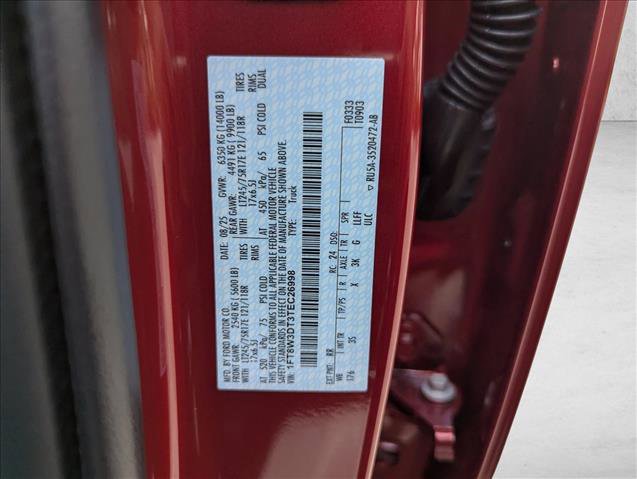 MFD. BY FORD MOTOR CO.
DATE: 08/25 GVWR: 6350 KG (14000 LB)
FRONT GAWR: 2540 KG (5600 LB) REAR GAWR: 4491 KG (9900 LB)
LT245/75R17E 121/118R TIRES WITH LT245/75R17E 121/118R TIRES
17x6.5J RIMS 17x6.5J RIMS
AT 520 kPa/ 75 PSI COLD AT 450 kPa/ 65 PSI COLD DUAL
THIS VEHICLE CONFORMS TO ALL APPLICABLE FEDERAL MOTOR VEHICLE
SAFETY STANDARDS IN EFFECT ON THE DATE OF MANUFACTURE SHOWN ABOVE.
VIN: 1FT8W3DT3TEC26998 TYPE: Truck
F0333
T0903
EXT PNT: RR RC: 24 DSO:
WB INT TR TP/PS R AXLE TR SPR
176 35 X 3K G LLFF
ULC
RU5A-3520472-AB